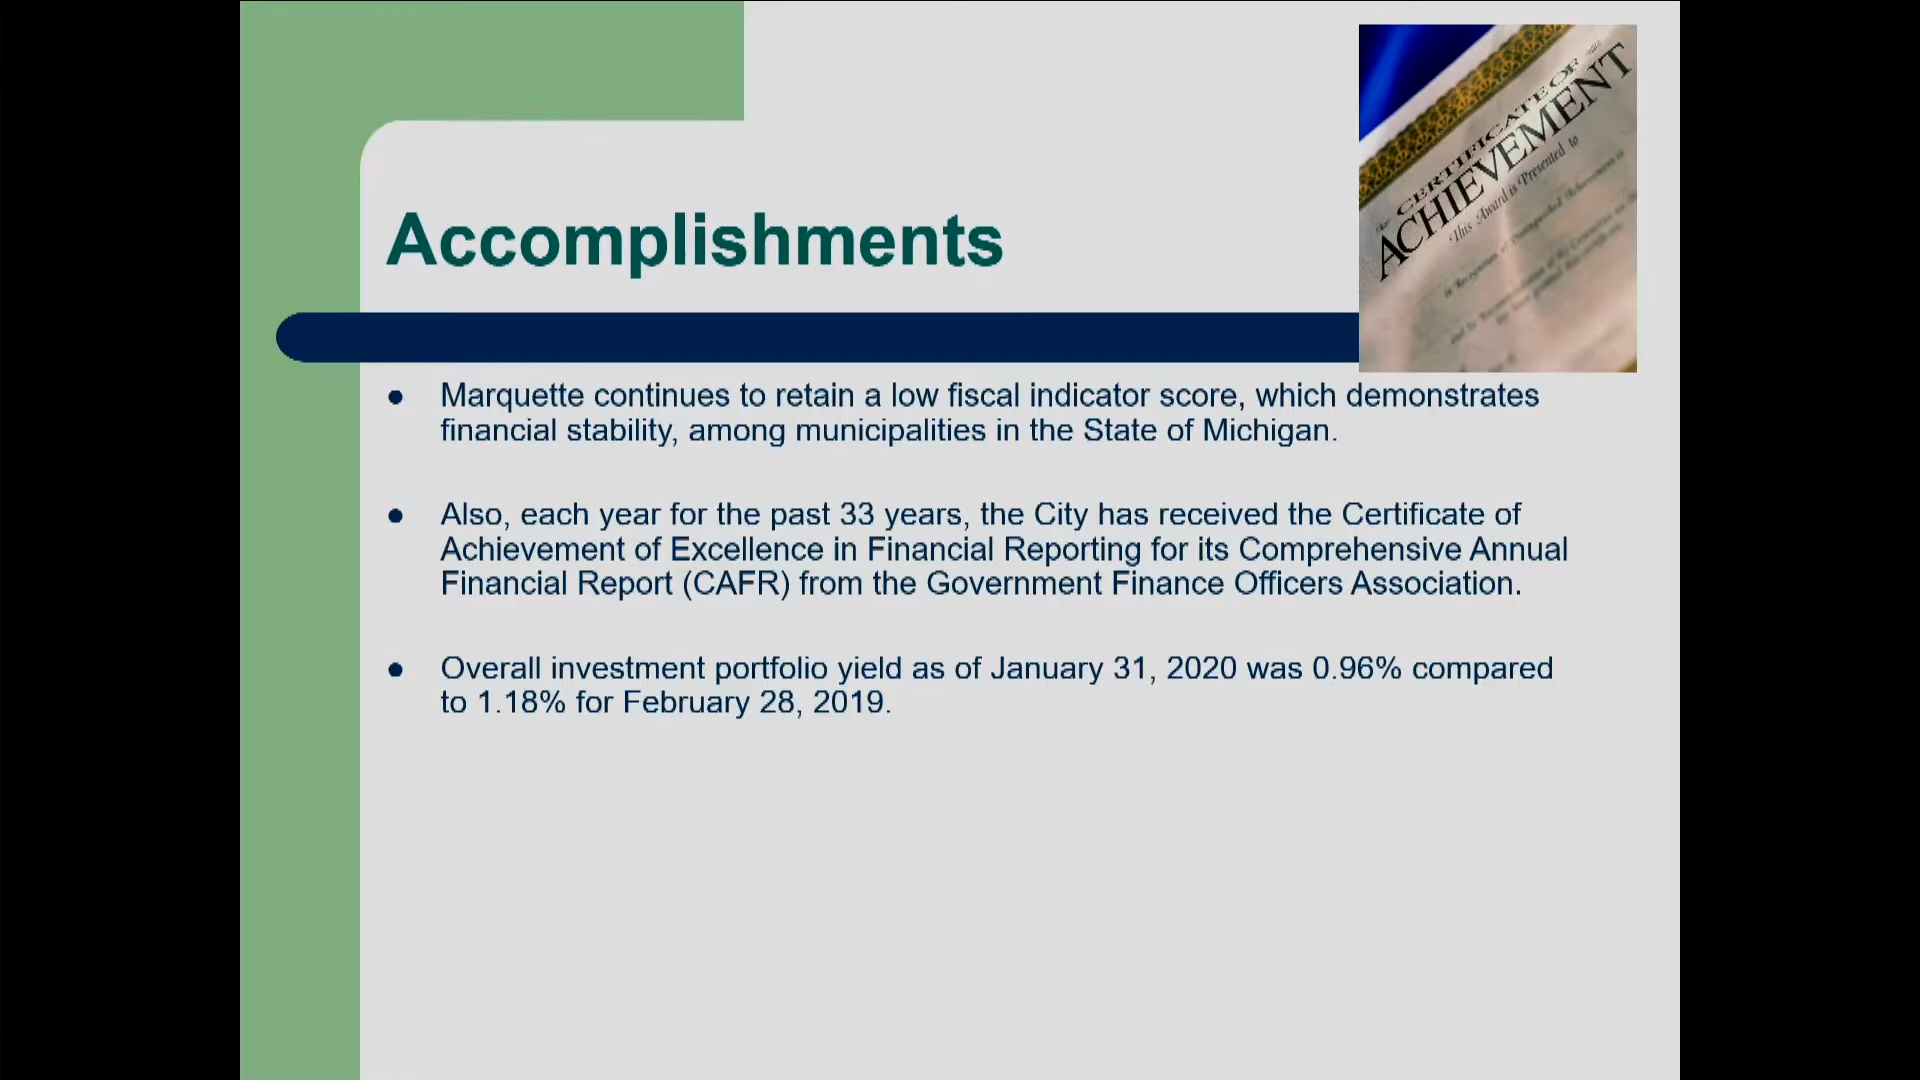 CERTIFICATE OF
ACHIEVEMENT
This Award is Presented to
Accomplishments
● Marquette continues to retain a low fiscal indicator score, which demonstrates
financial stability, among municipalities in the State of Michigan.
● Also, each year for the past 33 years, the City has received the Certificate of
Achievement of Excellence in Financial Reporting for its Comprehensive Annual
Financial Report (CAFR) from the Government Finance Officers Association.
● Overall investment portfolio yield as of January 31, 2020 was 0.96% compared
to 1.18% for February 28, 2019.